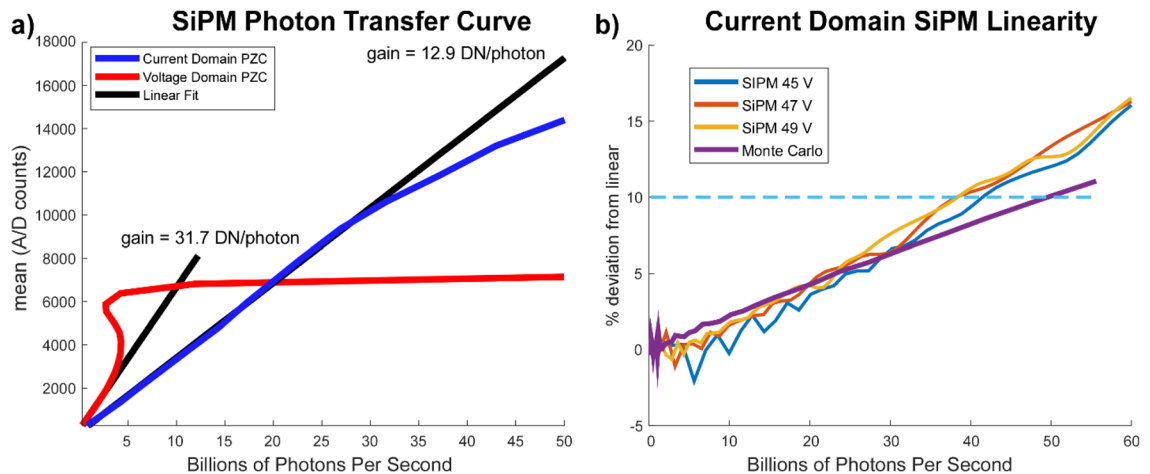 a)
SiPM Photon Transfer Curve
18000
16000
14000
12000
10000
8000
6000
4000
2000
mean (A/D counts)
Current Domain PZC
Voltage Domain PZC
Linear Fit
gain = 12.9 DN/photon
gain = 31.7 DN/photon
5 10 15 20 25 30 35 40 45 50
Billions of Photons Per Second
b)
Current Domain SiPM Linearity
20
15
10
5
0
-5
% deviation from linear
SIPM 45 V
SiPM 47 V
SiPM 49 V
Monte Carlo
0 10 20 30 40 50 60
Billions of Photons Per Second